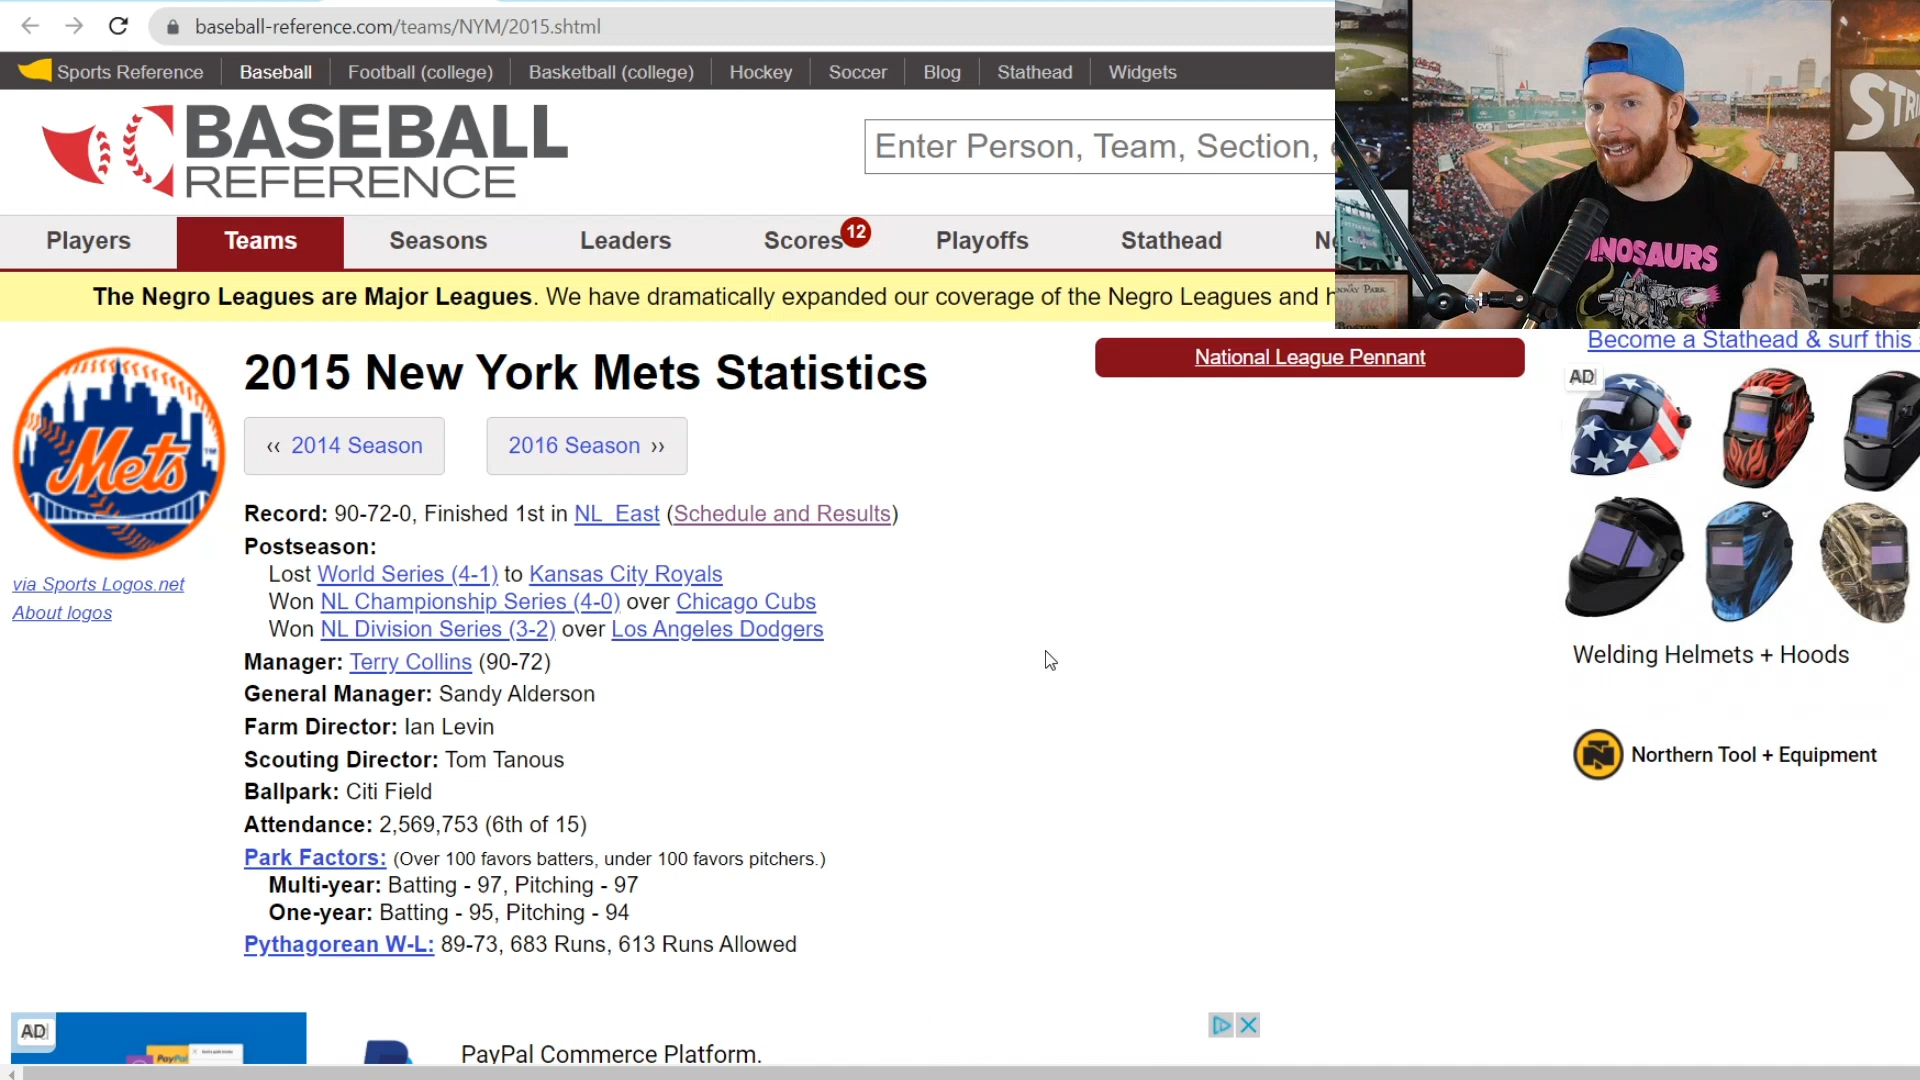 baseball-reference.com/teams/NYM/2015.shtml
Sports Reference Baseball Football (college) Basketball (college) Hockey Soccer Blog Stathead Widgets
BASEBALL
REFERENCE
Enter Person, Team, Section,
Players Teams Seasons Leaders Scores 12 Playoffs Stathead
The Negro Leagues are Major Leagues. We have dramatically expanded our coverage of the Negro Leagues and
DINOSAURS
Become a Stathead & surf this
2015 New York Mets Statistics
National League Pennant
Mets
‹‹ 2014 Season
2016 Season ››
Record: 90-72-0, Finished 1st in NL_East (Schedule and Results)
Postseason:
Lost World Series (4-1) to Kansas City Royals
Won NL Championship Series (4-0) over Chicago Cubs
Won NL Division Series (3-2) over Los Angeles Dodgers
Manager: Terry Collins (90-72)
General Manager: Sandy Alderson
Farm Director: Ian Levin
Scouting Director: Tom Tanous
Ballpark: Citi Field
Attendance: 2,569,753 (6th of 15)
Park Factors: (Over 100 favors batters, under 100 favors pitchers.)
Multi-year: Batting - 97, Pitching - 97
One-year: Batting - 95, Pitching - 94
Pythagorean W-L: 89-73, 683 Runs, 613 Runs Allowed
via Sports Logos.net
About logos
AD
Welding Helmets + Hoods
Northern Tool + Equipment
AD
PayPal
PayPal Commerce Platform.